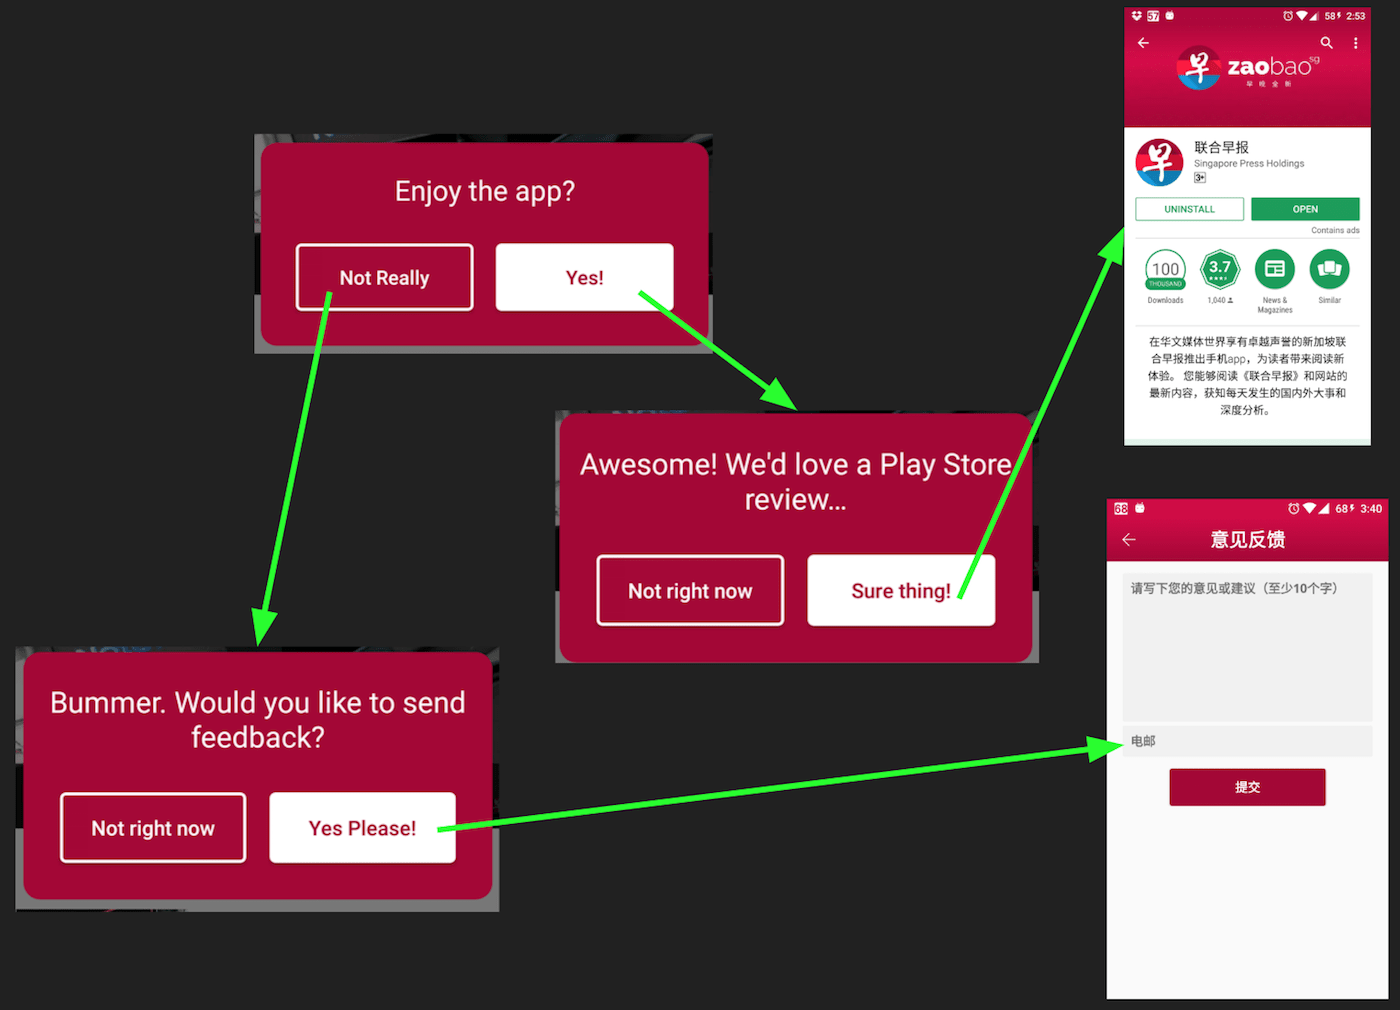 Enjoy the app?
Not Really
Yes!
Awesome! We'd love a Play Store
review...
Not right now
Sure thing!
Bummer. Would you like to send
feedback?
Not right now
Yes Please!
57
58 2:53
早
zaobao sg
早 晚 全 新
早
联合早报
Singapore Press Holdings
3+
UNINSTALL
OPEN
Contains ads
100
THOUSAND
Downloads
3.7
1,040
News &
Magazines
Similar
在华文媒体世界享有卓越声誉的新加坡联
合早报推出手机app，为读者带来阅读新
体验。 您能够阅读《联合早报》和网站的
最新内容，获知每天发生的国内外大事和
深度分析。
68
68 3:40
意见反馈
请写下您的意见或建议（至少10个字）
电邮
提交